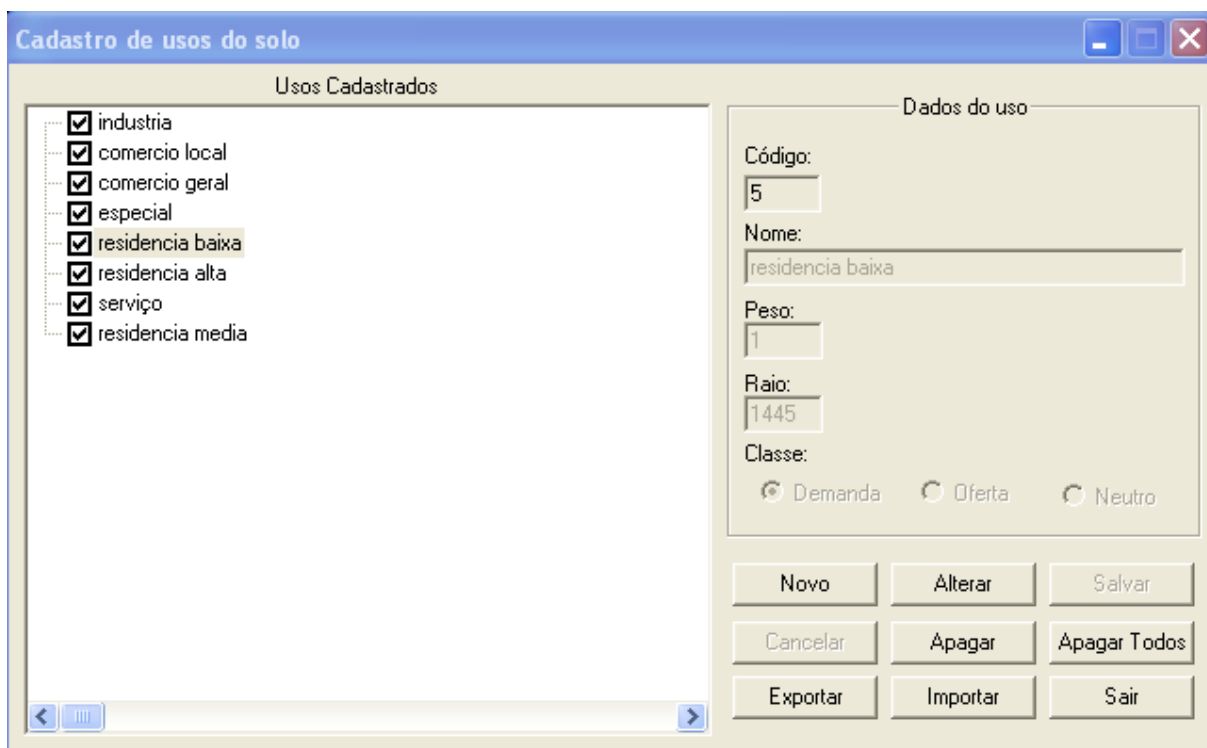 Cadastro de usos do solo
Usos Cadastrados
industria
comercio local
comercio geral
especial
residencia baixa
residencia alta
serviço
residencia media
Dados do uso
Código:
5
Nome:
residencia baixa
Peso:
1
Raio:
1445
Classe:
Demanda Oferta Neutro
Novo Alterar Salvar
Cancelar Apagar Apagar Todos
Exportar Importar Sair